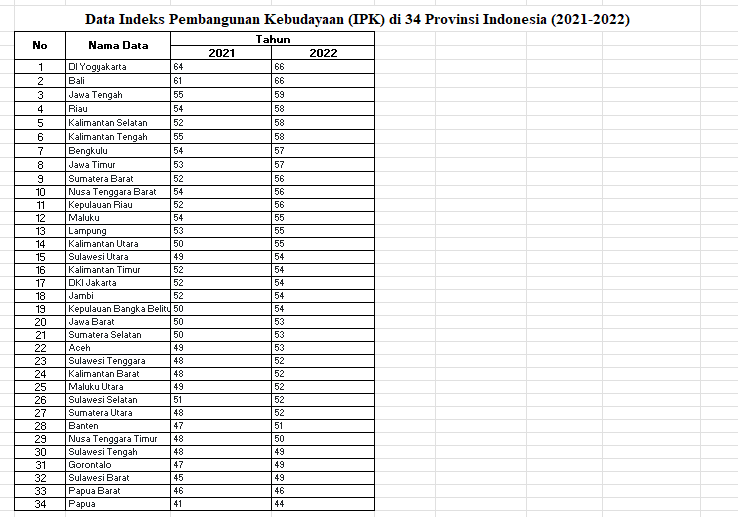 Data Indeks Pembangunan Kebudayaan (IPK) di 34 Provinsi Indonesia (2021-2022)
No Nama Data Tahun
2021 2022
1 DI Yogyakarta 64 66
2 Bali 61 66
3 Jawa Tengah 55 59
4 Riau 54 58
5 Kalimantan Selatan 52 58
6 Kalimantan Tengah 55 58
7 Bengkulu 54 57
8 Jawa Timur 53 57
9 Sumatera Barat 52 56
10 Nusa Tenggara Barat 54 56
11 Kepulauan Riau 52 56
12 Maluku 54 55
13 Lampung 53 55
14 Kalimantan Utara 50 55
15 Sulawesi Utara 49 54
16 Kalimantan Timur 52 54
17 DKI Jakarta 52 54
18 Jambi 52 54
19 Kepulauan Bangka Belitu 50 54
20 Jawa Barat 50 53
21 Sumatera Selatan 50 53
22 Aceh 49 53
23 Sulawesi Tenggara 48 52
24 Kalimantan Barat 48 52
25 Maluku Utara 49 52
26 Sulawesi Selatan 51 52
27 Sumatera Utara 48 52
28 Banten 47 51
29 Nusa Tenggara Timur 48 50
30 Sulawesi Tengah 48 49
31 Gorontalo 47 49
32 Sulawesi Barat 45 49
33 Papua Barat 46 46
34 Papua 41 44